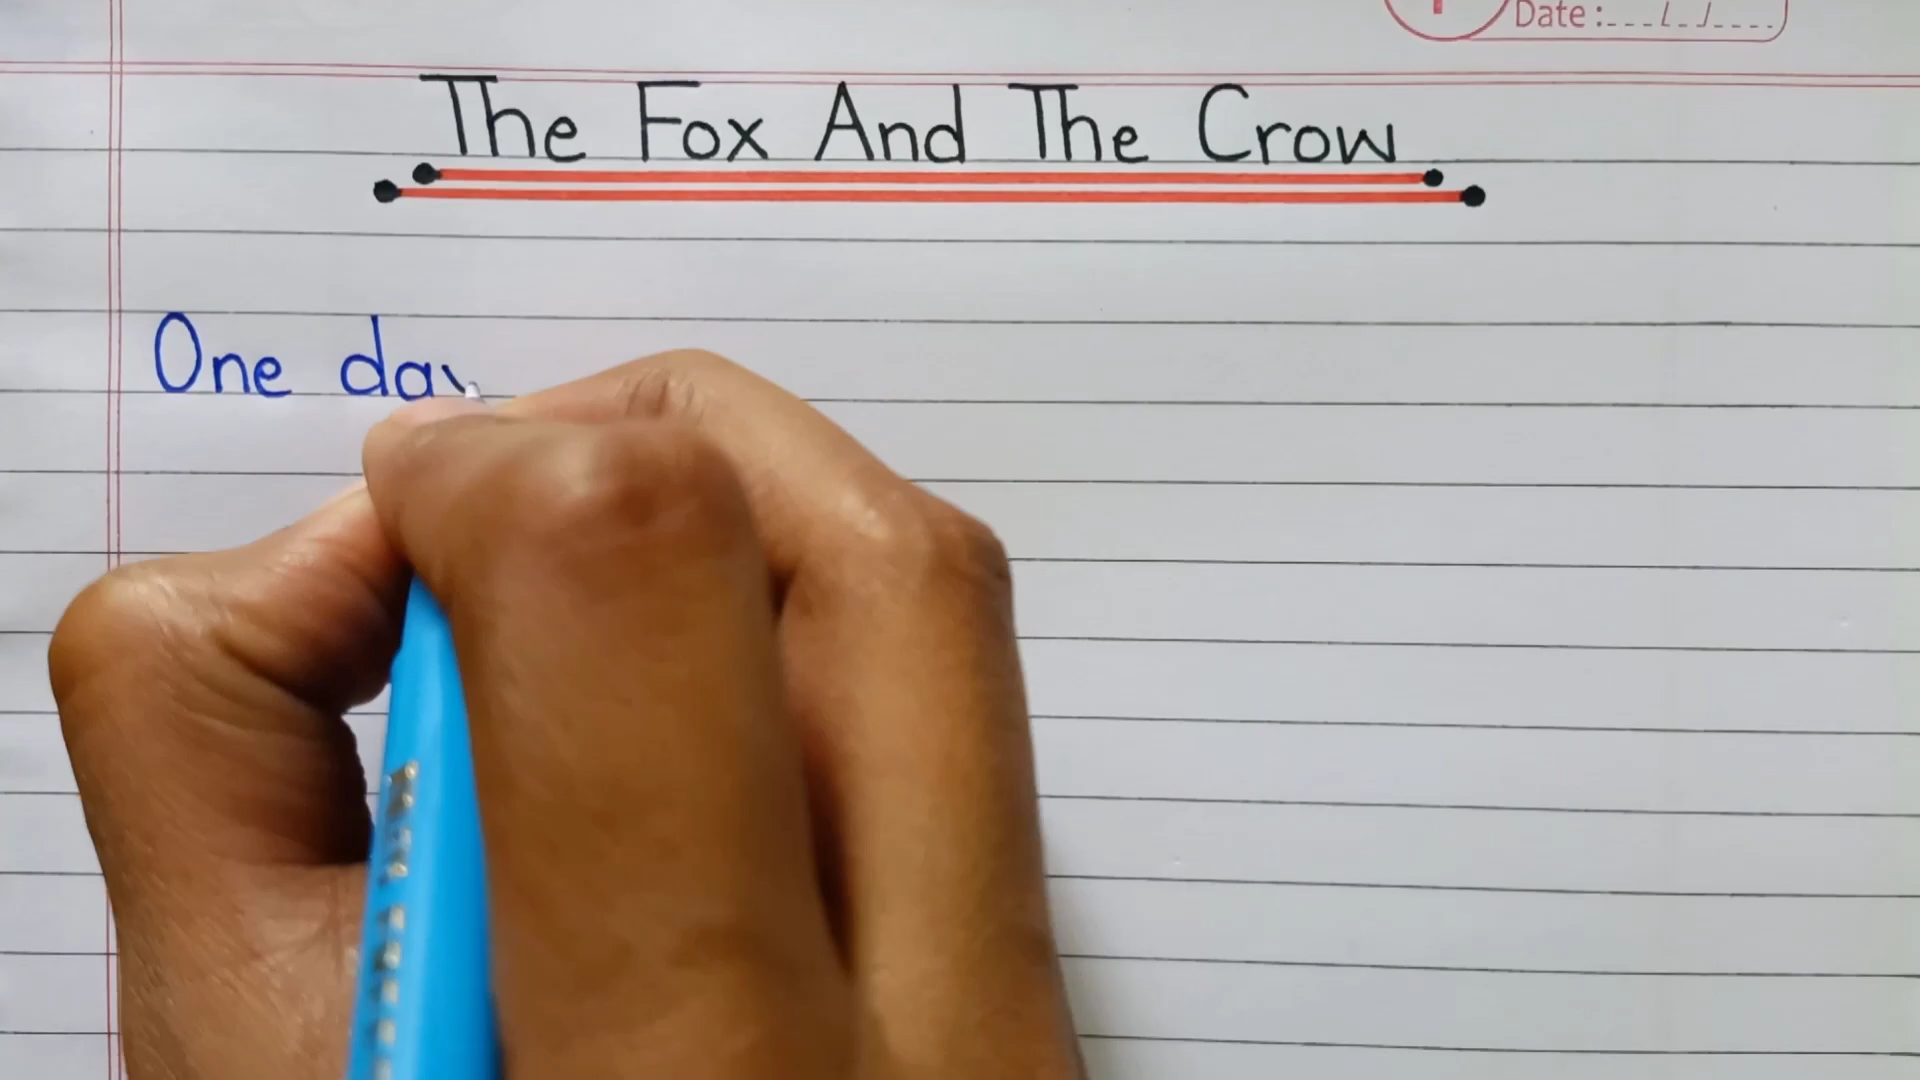 Date :
The Fox And The Crow
One day